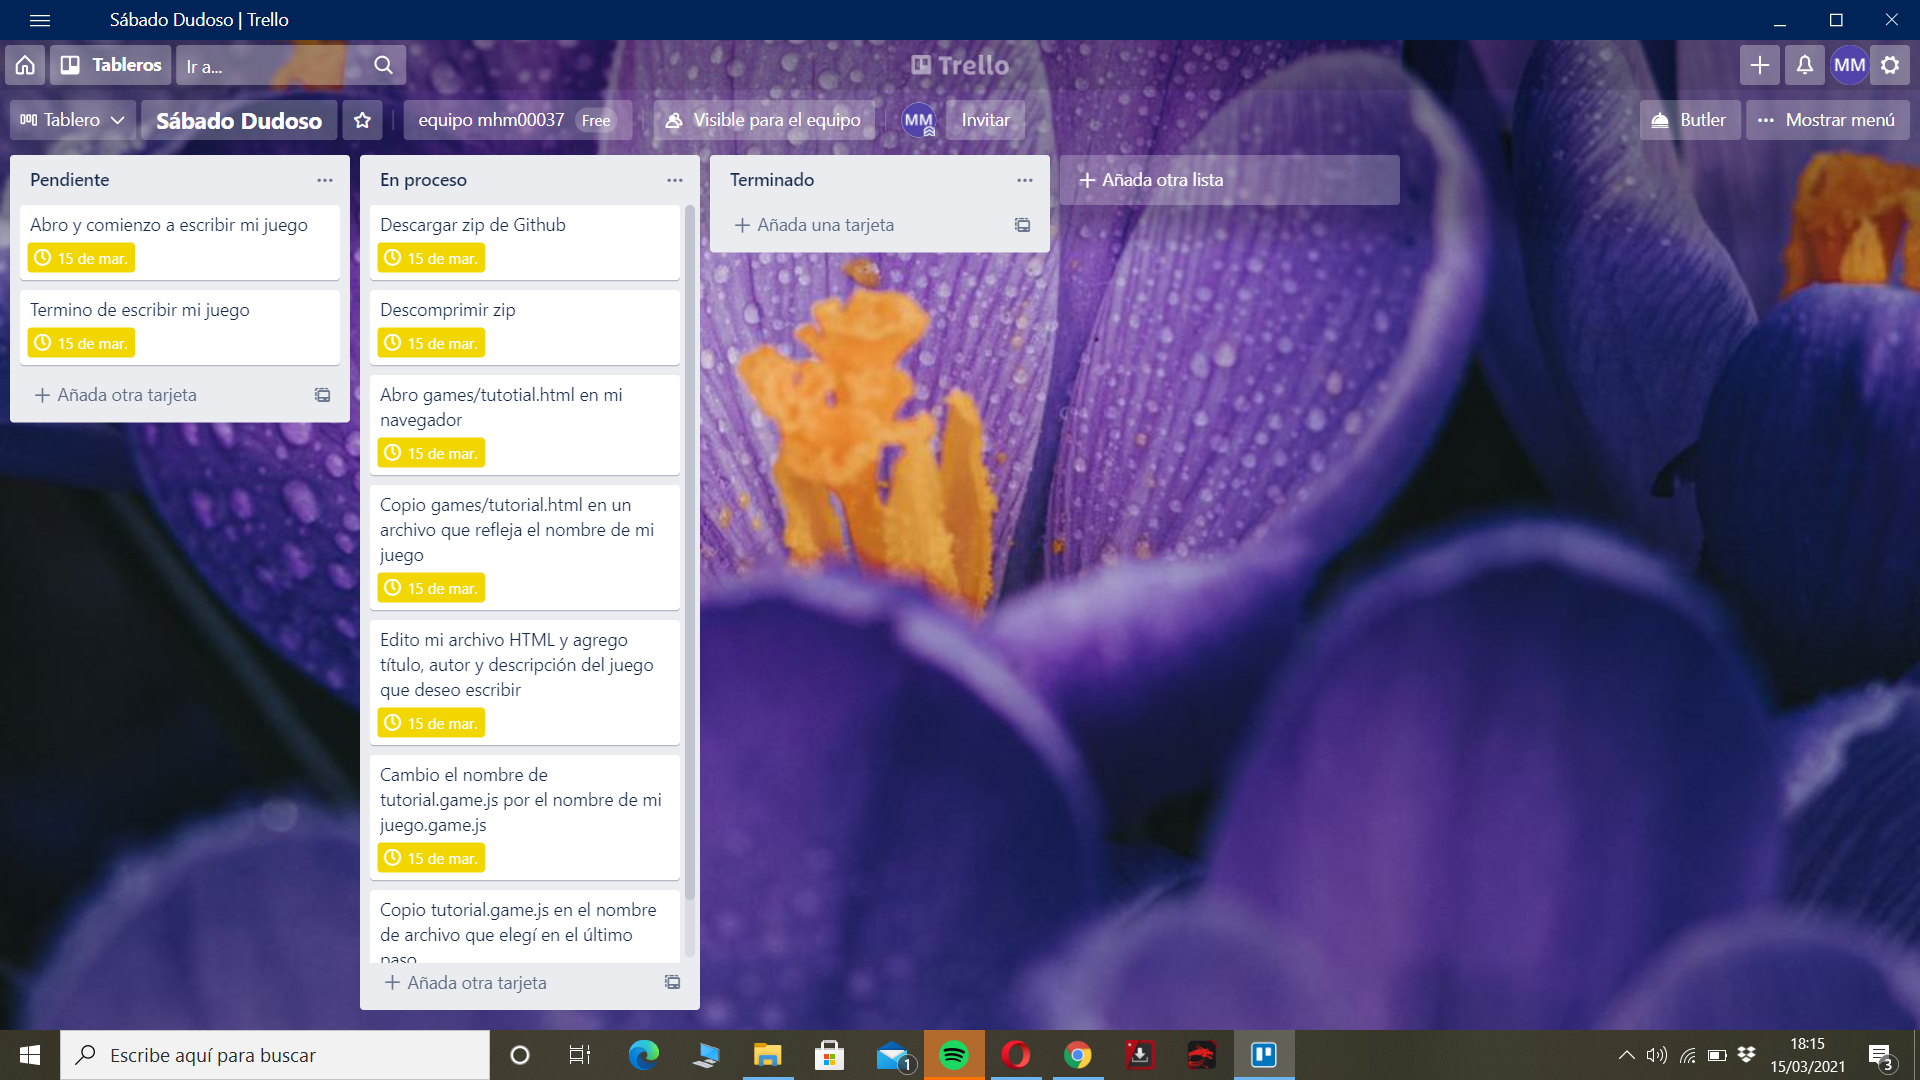 Sábado Dudoso | Trello
Tableros
Ir a...
Trello
MM
Tablero
Sábado Dudoso
equipo mhm00037 Free
Visible para el equipo
MM
Invitar
Butler
Mostrar menú
Pendiente
Abro y comienzo a escribir mi juego
15 de mar.
Termino de escribir mi juego
15 de mar.
Añada otra tarjeta
En proceso
Descargar zip de Github
15 de mar.
Descomprimir zip
15 de mar.
Abro games/tutotial.html en mi
navegador
15 de mar.
Copio games/tutorial.html en un
archivo que refleja el nombre de mi
juego
15 de mar.
Edito mi archivo HTML y agrego
título, autor y descripción del juego
que deseo escribir
15 de mar.
Cambio el nombre de
tutorial.game.js por el nombre de mi
juego.game.js
15 de mar.
Copio tutorial.game.js en el nombre
de archivo que elegí en el último
paso
Añada otra tarjeta
Terminado
Añada una tarjeta
Añada otra lista
Escribe aquí para buscar
1
18:15
15/03/2021
3